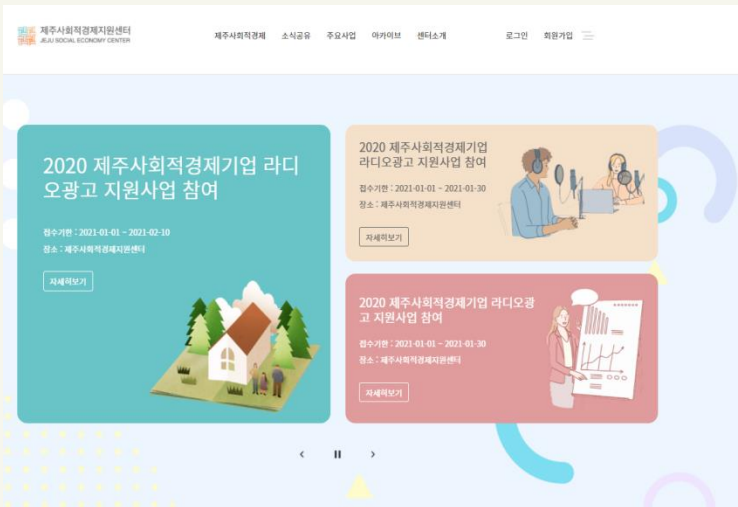 제주사회적경제지원센터
JEJU SOCIAL ECONOMY CENTER
제주사회적경제 소식공유 주요사업 아카이브 센터소개 로그인 회원가입
2020 제주사회적경제기업 라디
오광고 지원사업 참여
접수기한 : 2021-01-01 ~ 2021-02-10
장소 : 제주사회적경제지원센터
자세히보기
2020 제주사회적경제기업
라디오광고 지원사업 참여
접수기한 : 2021-01-01 ~ 2021-01-30
장소 : 제주사회적경제지원센터
자세히보기
2020 제주사회적경제기업 라디오광
고 지원사업 참여
접수기한 : 2021-01-01 ~ 2021-01-30
장소 : 제주사회적경제지원센터
자세히보기